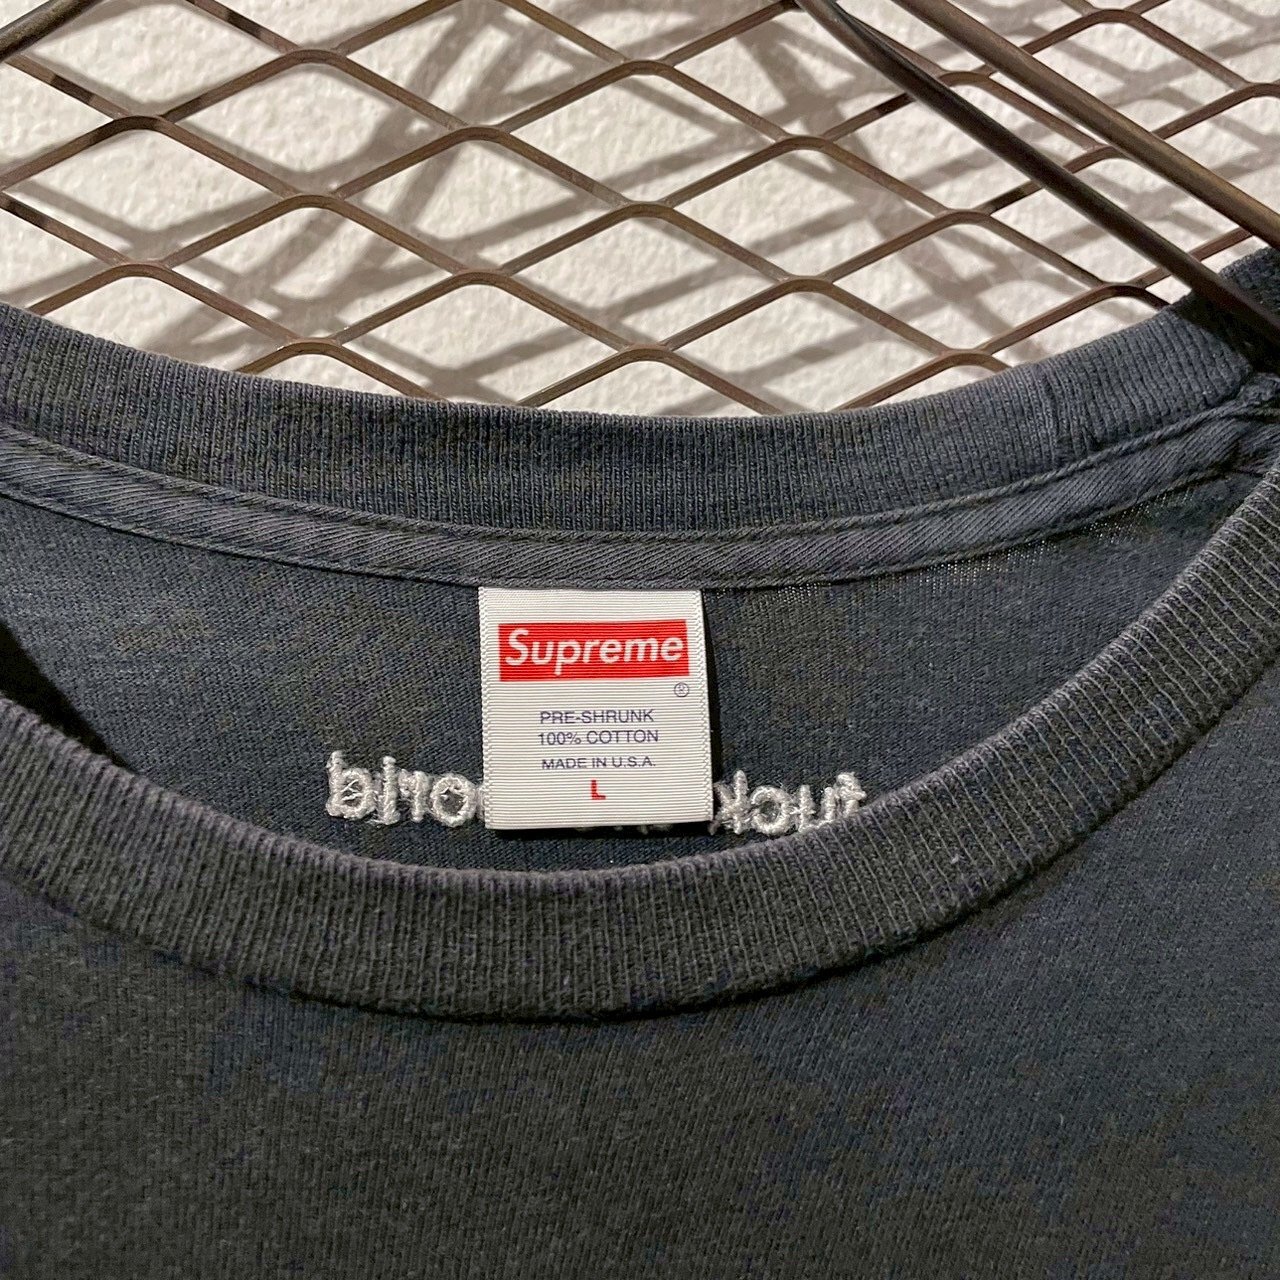 Supreme
®
PRE-SHRUNK
100% COTTON
MADE IN U.S.A.
L